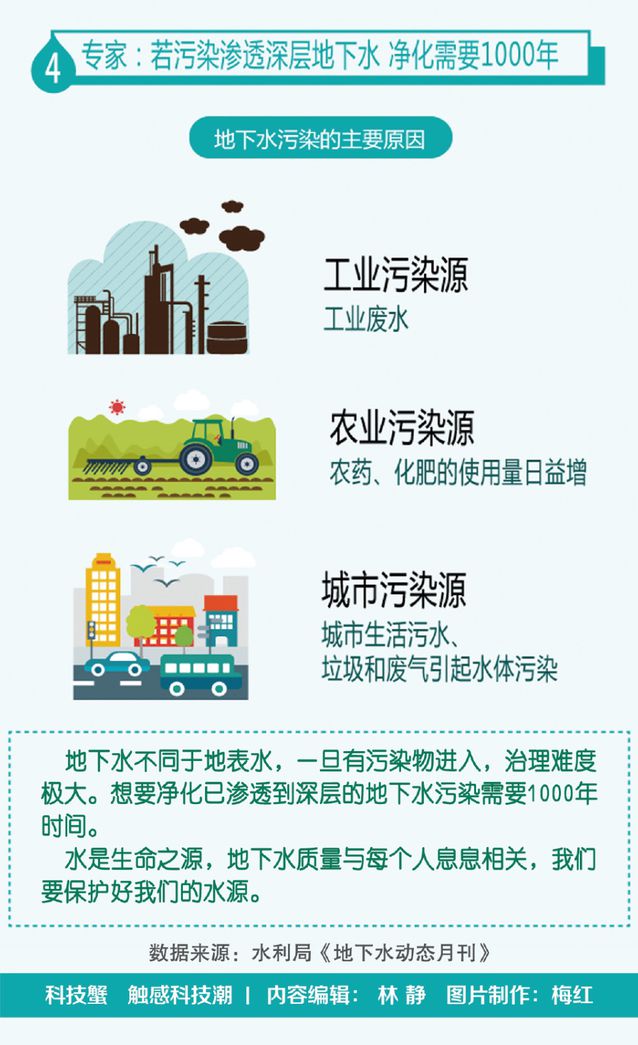 4
专家：若污染渗透深层地下水 净化需要1000年
地下水污染的主要原因
工业污染源
工业废水
农业污染源
农药、化肥的使用量日益增
城市污染源
城市生活污水、
垃圾和废气引起水体污染
地下水不同于地表水，一旦有污染物进入，治理难度
极大。想要净化已渗透到深层的地下水污染需要1000年
时间。
水是生命之源，地下水质量与每个人息息相关，我们
要保护好我们的水源。
数据来源：水利局《地下水动态月刊》
科技蟹 触感科技潮 | 内容编辑： 林 静 图片制作：梅红